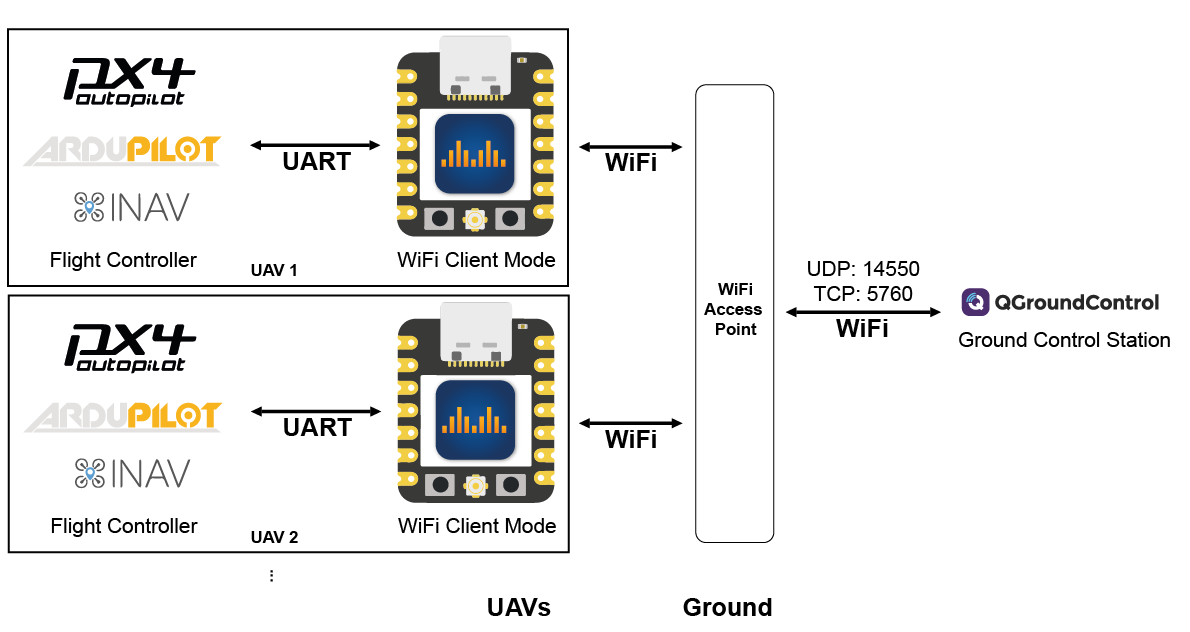 PX4
autopilot
ARDUPILOT
INAV
Flight Controller
UART
UAV 1
WiFi Client Mode
WiFi
PX4
autopilot
ARDUPILOT
INAV
Flight Controller
UART
UAV 2
WiFi Client Mode
WiFi
⋮
WiFi
Access
Point
UDP: 14550
TCP: 5760
WiFi
QGroundControl
Ground Control Station
UAVs
Ground